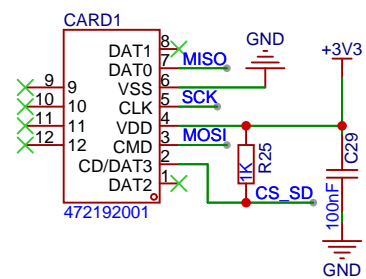 CARD1
GND
+3V3
DAT1 8
DAT0 7 MISO
9 9 VSS 6
10 10 CLK 5 SCK
11 11 VDD 4
12 12 CMD 3 MOSI
CD/DAT3 2
DAT2 1
1K
R25
100nF
C29
CS_SD
472192001
GND